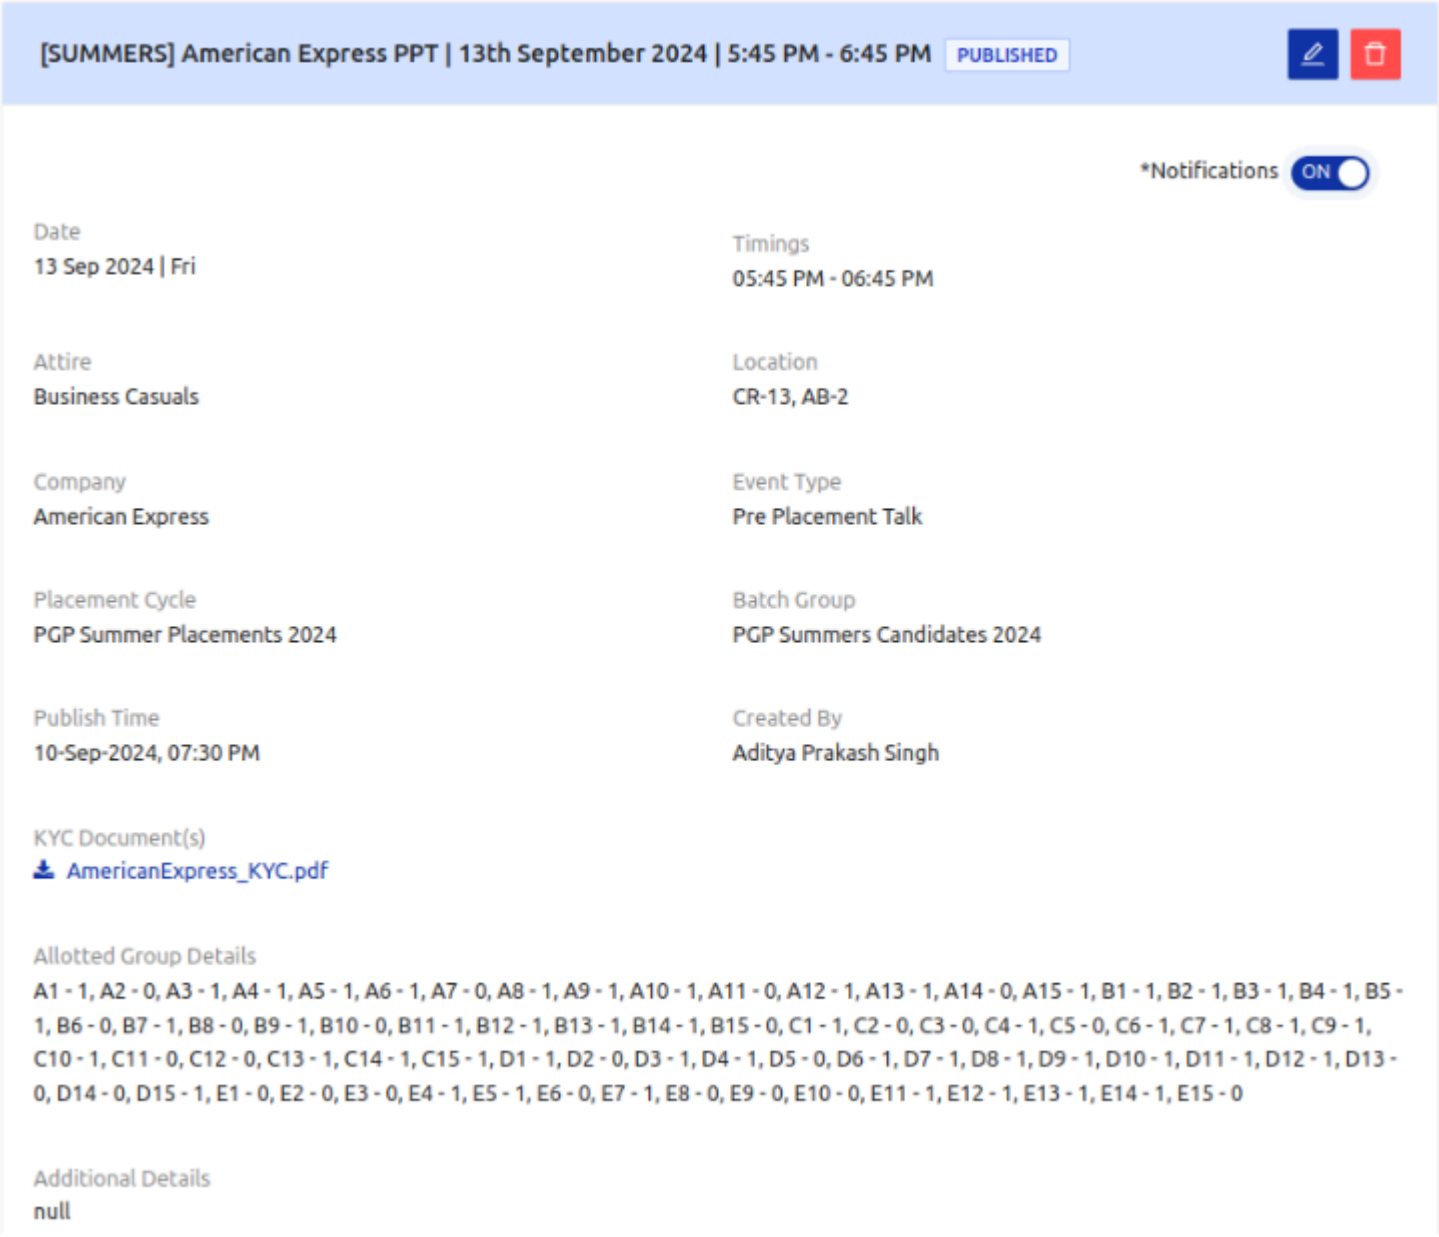 [SUMMERS] American Express PPT | 13th September 2024 | 5:45 PM - 6:45 PM PUBLISHED
*Notifications ON
Date
13 Sep 2024 | Fri
Timings
05:45 PM - 06:45 PM
Attire
Business Casuals
Location
CR-13, AB-2
Company
American Express
Event Type
Pre Placement Talk
Placement Cycle
PGP Summer Placements 2024
Batch Group
PGP Summers Candidates 2024
Publish Time
10-Sep-2024, 07:30 PM
Created By
Aditya Prakash Singh
KYC Document(s)
AmericanExpress_KYC.pdf
Allotted Group Details
A1 - 1, A2 - 0, A3 - 1, A4 - 1, A5 - 1, A6 - 1, A7 - 0, A8 - 1, A9 - 1, A10 - 1, A11 - 0, A12 - 1, A13 - 1, A14 - 0, A15 - 1, B1 - 1, B2 - 1, B3 - 1, B4 - 1, B5 -
1, B6 - 0, B7 - 1, B8 - 0, B9 - 1, B10 - 0, B11 - 1, B12 - 1, B13 - 1, B14 - 1, B15 - 0, C1 - 1, C2 - 0, C3 - 0, C4 - 1, C5 - 0, C6 - 1, C7 - 1, C8 - 1, C9 - 1,
C10 - 1, C11 - 0, C12 - 0, C13 - 1, C14 - 1, C15 - 1, D1 - 1, D2 - 0, D3 - 1, D4 - 1, D5 - 0, D6 - 1, D7 - 1, D8 - 1, D9 - 1, D10 - 1, D11 - 1, D12 - 1, D13 -
0, D14 - 0, D15 - 1, E1 - 0, E2 - 0, E3 - 0, E4 - 1, E5 - 1, E6 - 0, E7 - 1, E8 - 0, E9 - 0, E10 - 0, E11 - 1, E12 - 1, E13 - 1, E14 - 1, E15 - 0
Additional Details
null